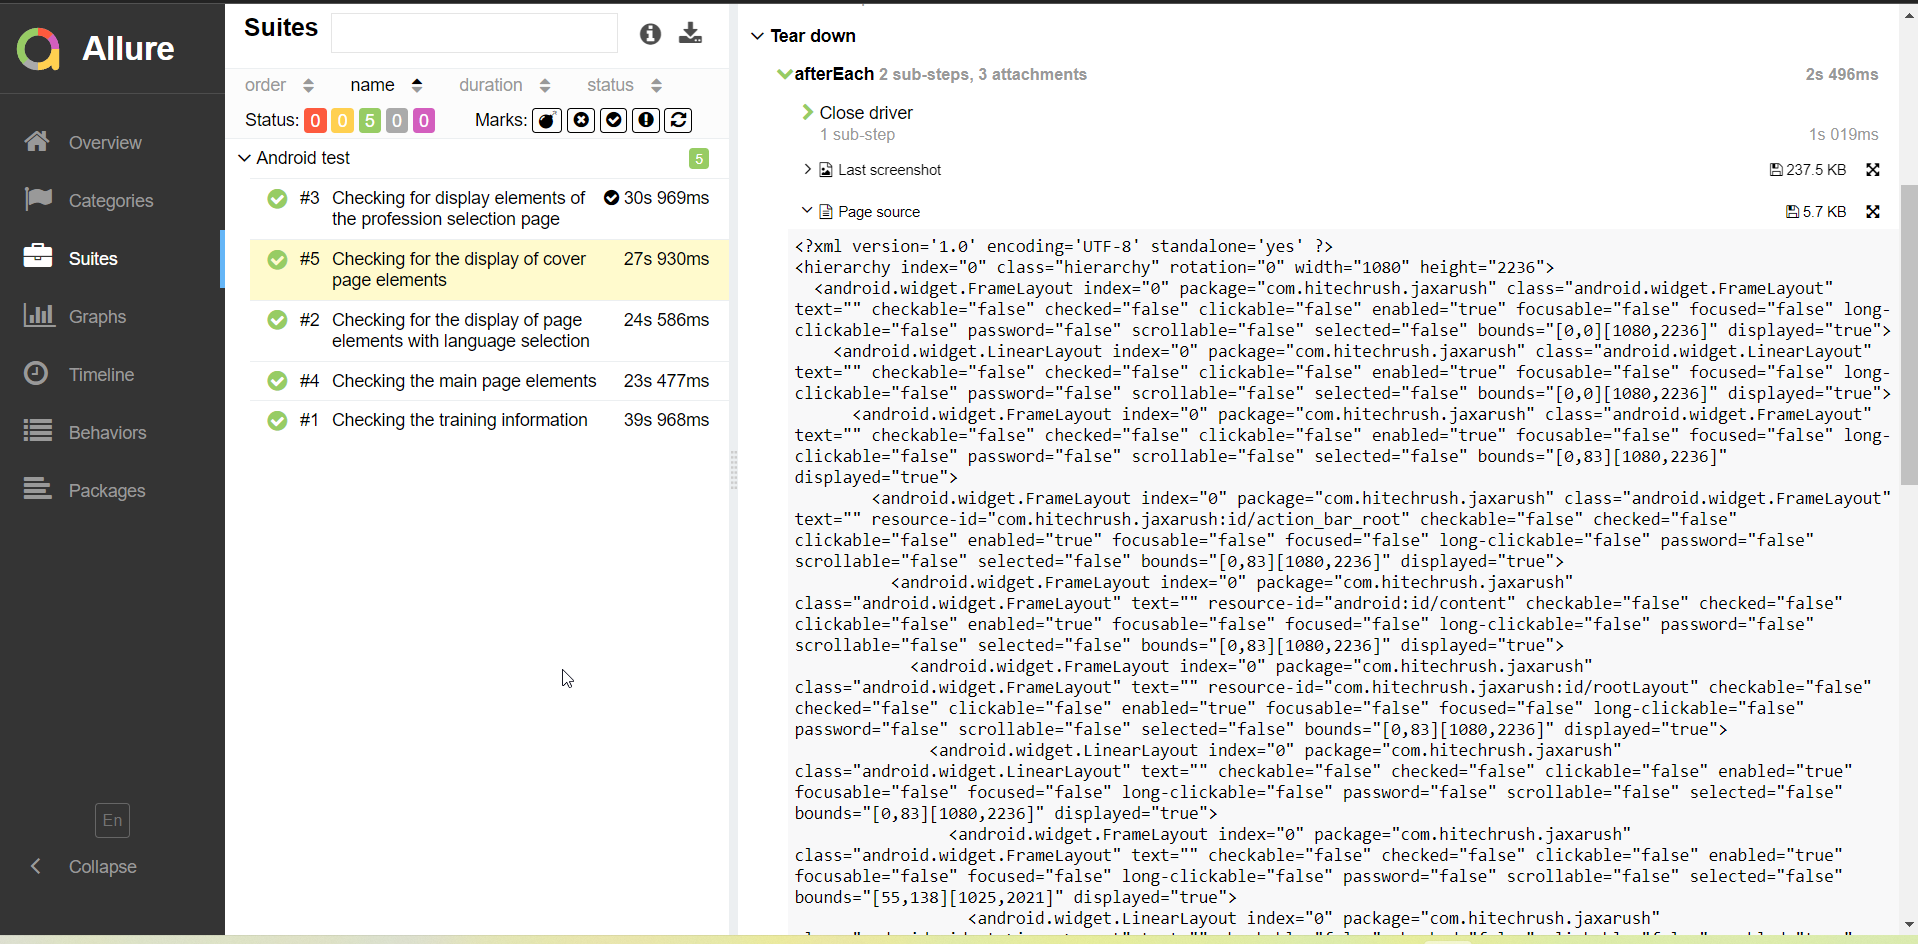 Allure
Overview
Categories
Suites
Graphs
Timeline
Behaviors
Packages
En
Collapse
Suites
order name duration status
Status: 0 0 5 0 0 Marks:
Android test 5
#3 Checking for display elements of the profession selection page 30s 969ms
#5 Checking for the display of cover page elements 27s 930ms
#2 Checking for the display of page elements with language selection 24s 586ms
#4 Checking the main page elements 23s 477ms
#1 Checking the training information 39s 968ms
Tear down
afterEach 2 sub-steps, 3 attachments 2s 496ms
Close driver
1 sub-step 1s 019ms
Last screenshot 237.5 KB
Page source 5.7 KB
<?xml version='1.0' encoding='UTF-8' standalone='yes' ?>
<hierarchy index="0" class="hierarchy" rotation="0" width="1080" height="2236">
<android.widget.FrameLayout index="0" package="com.hitechrush.jaxarush" class="android.widget.FrameLayout"
text="" checkable="false" checked="false" clickable="false" enabled="true" focusable="false" focused="false" long-
clickable="false" password="false" scrollable="false" selected="false" bounds="[0,0][1080,2236]" displayed="true">
<android.widget.LinearLayout index="0" package="com.hitechrush.jaxarush" class="android.widget.LinearLayout"
text="" checkable="false" checked="false" clickable="false" enabled="true" focusable="false" focused="false" long-
clickable="false" password="false" scrollable="false" selected="false" bounds="[0,0][1080,2236]" displayed="true">
<android.widget.FrameLayout index="0" package="com.hitechrush.jaxarush" class="android.widget.FrameLayout"
text="" checkable="false" checked="false" clickable="false" enabled="true" focusable="false" focused="false" long-
clickable="false" password="false" scrollable="false" selected="false" bounds="[0,83][1080,2236]"
displayed="true">
<android.widget.FrameLayout index="0" package="com.hitechrush.jaxarush" class="android.widget.FrameLayout"
text="" resource-id="com.hitechrush.jaxarush:id/action_bar_root" checkable="false" checked="false"
clickable="false" enabled="true" focusable="false" focused="false" long-clickable="false" password="false"
scrollable="false" selected="false" bounds="[0,83][1080,2236]" displayed="true">
<android.widget.FrameLayout index="0" package="com.hitechrush.jaxarush"
class="android.widget.FrameLayout" text="" resource-id="android:id/content" checkable="false" checked="false"
clickable="false" enabled="true" focusable="false" focused="false" long-clickable="false" password="false"
scrollable="false" selected="false" bounds="[0,83][1080,2236]" displayed="true">
<android.widget.FrameLayout index="0" package="com.hitechrush.jaxarush"
class="android.widget.FrameLayout" text="" resource-id="com.hitechrush.jaxarush:id/rootLayout" checkable="false"
checked="false" clickable="false" enabled="true" focusable="false" focused="false" long-clickable="false"
password="false" scrollable="false" selected="false" bounds="[0,83][1080,2236]" displayed="true">
<android.widget.LinearLayout index="0" package="com.hitechrush.jaxarush"
class="android.widget.LinearLayout" text="" checkable="false" checked="false" clickable="false" enabled="true"
focusable="false" focused="false" long-clickable="false" password="false" scrollable="false" selected="false"
bounds="[0,83][1080,2236]" displayed="true">
<android.widget.FrameLayout index="0" package="com.hitechrush.jaxarush"
class="android.widget.FrameLayout" text="" checkable="false" checked="false" clickable="false" enabled="true"
focusable="false" focused="false" long-clickable="false" password="false" scrollable="false" selected="false"
bounds="[55,138][1025,2021]" displayed="true">
<android.widget.LinearLayout index="0" package="com.hitechrush.jaxarush"